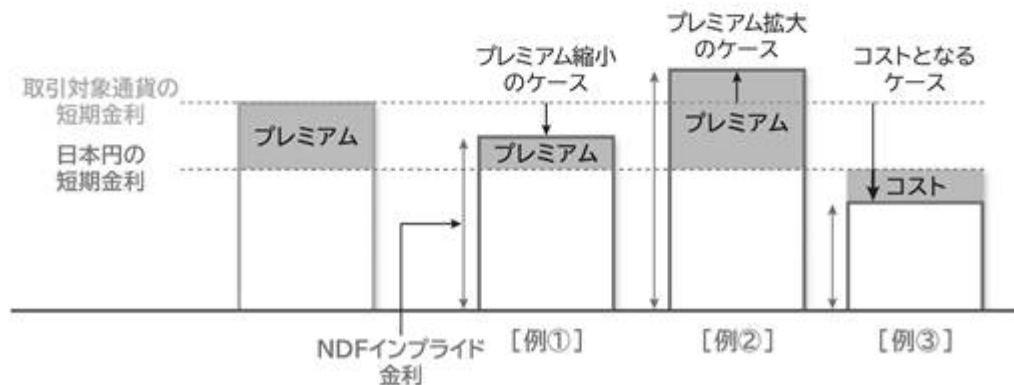 取引対象通貨の
短期金利
日本円の
短期金利
プレミアム
プレミアム縮小
のケース
プレミアム
プレミアム拡大
のケース
プレミアム
コストとなる
ケース
コスト
NDFインプライド
金利
[例①]
[例②]
[例③]